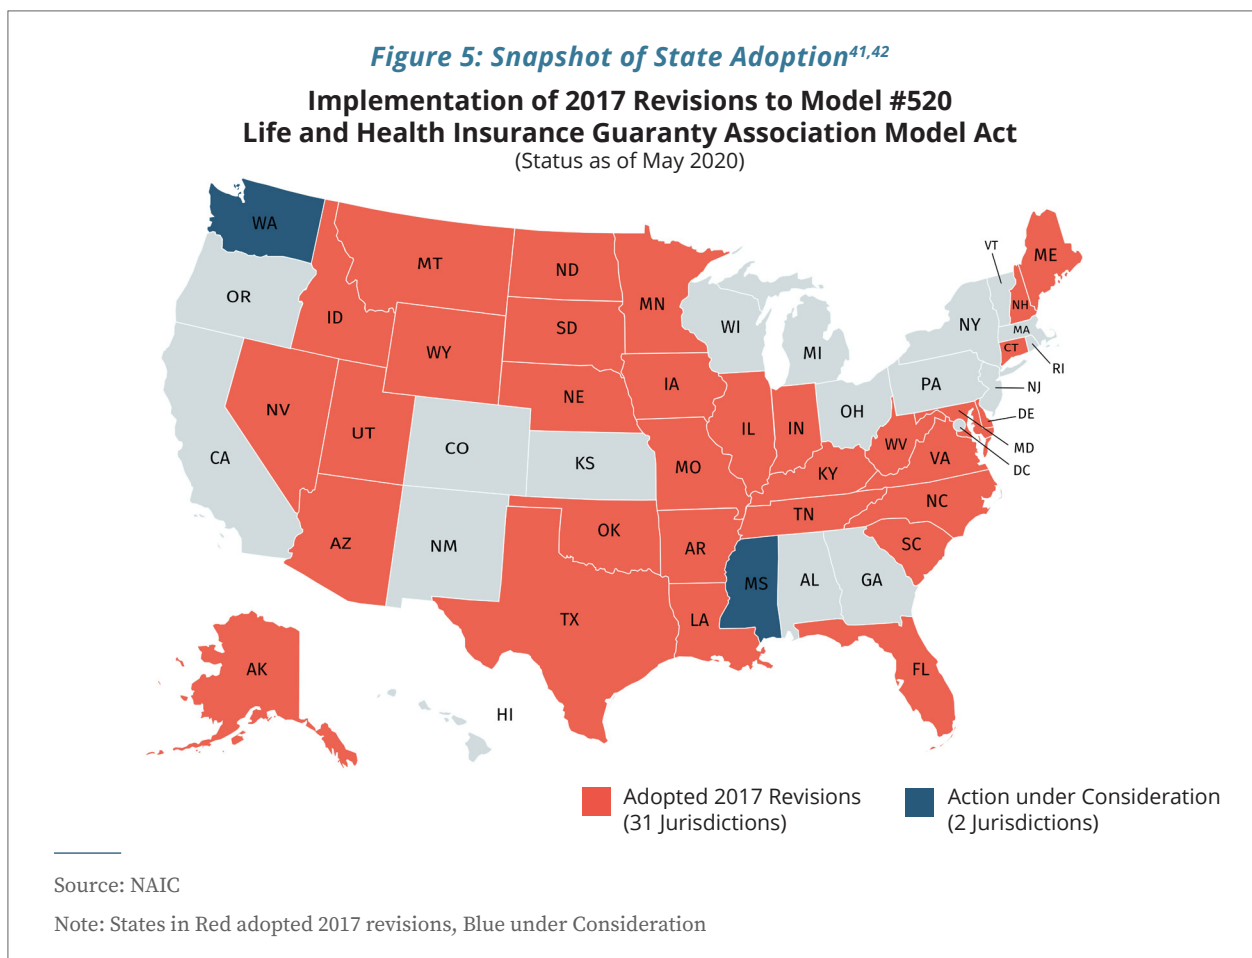 Figure 5: Snapshot of State Adoption41,42
Implementation of 2017 Revisions to Model #520
Life and Health Insurance Guaranty Association Model Act
(Status as of May 2020)
WA
OR
CA
NV
ID
MT
WY
UT
AZ
CO
NM
ND
SD
NE
KS
OK
TX
MN
IA
MO
AR
LA
WI
IL
MI
IN
OH
KY
TN
MS
AL
GA
FL
SC
NC
VA
WV
PA
NY
VT
ME
NH
MA
CT
RI
NJ
DE
MD
DC
AK
HI
Adopted 2017 Revisions
(31 Jurisdictions)
Action under Consideration
(2 Jurisdictions)
Source: NAIC
Note: States in Red adopted 2017 revisions, Blue under Consideration